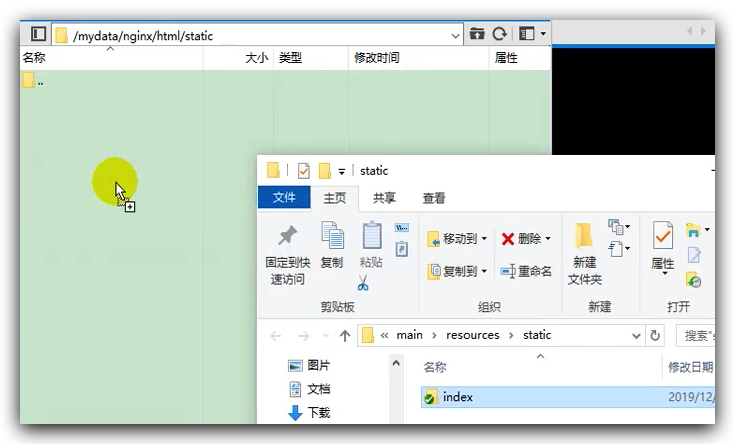 /mydata/nginx/html/static
名称 大小 类型 修改时间 属性
..
static
文件 主页 共享 查看
固定到快速访问 复制 粘贴 移动到 复制到 删除 重命名 新建文件夹 属性
剪贴板 组织 新建 打开
« main › resources › static 搜索"s
图片 名称 修改日期
文档 index 2019/12/
下载